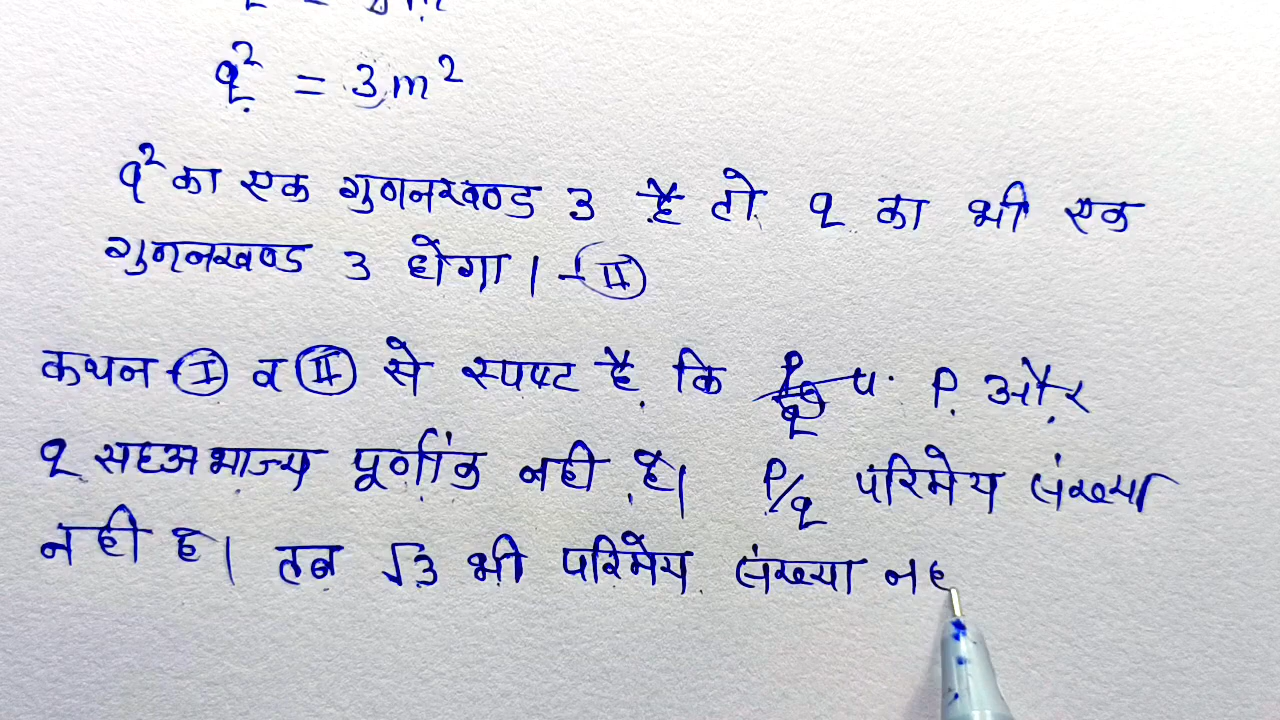 q² = 3m²
q² का एक गुणनखण्ड 3 है तो q का भी एक
गुणनखण्ड 3 होगा। - II
कथन - I व II से स्पष्ट है कि P और
q सहअभाज्य पूर्णांक नही है। P/q परिमेय संख्या
नही है। तब √3 भी परिमेय संख्या नह